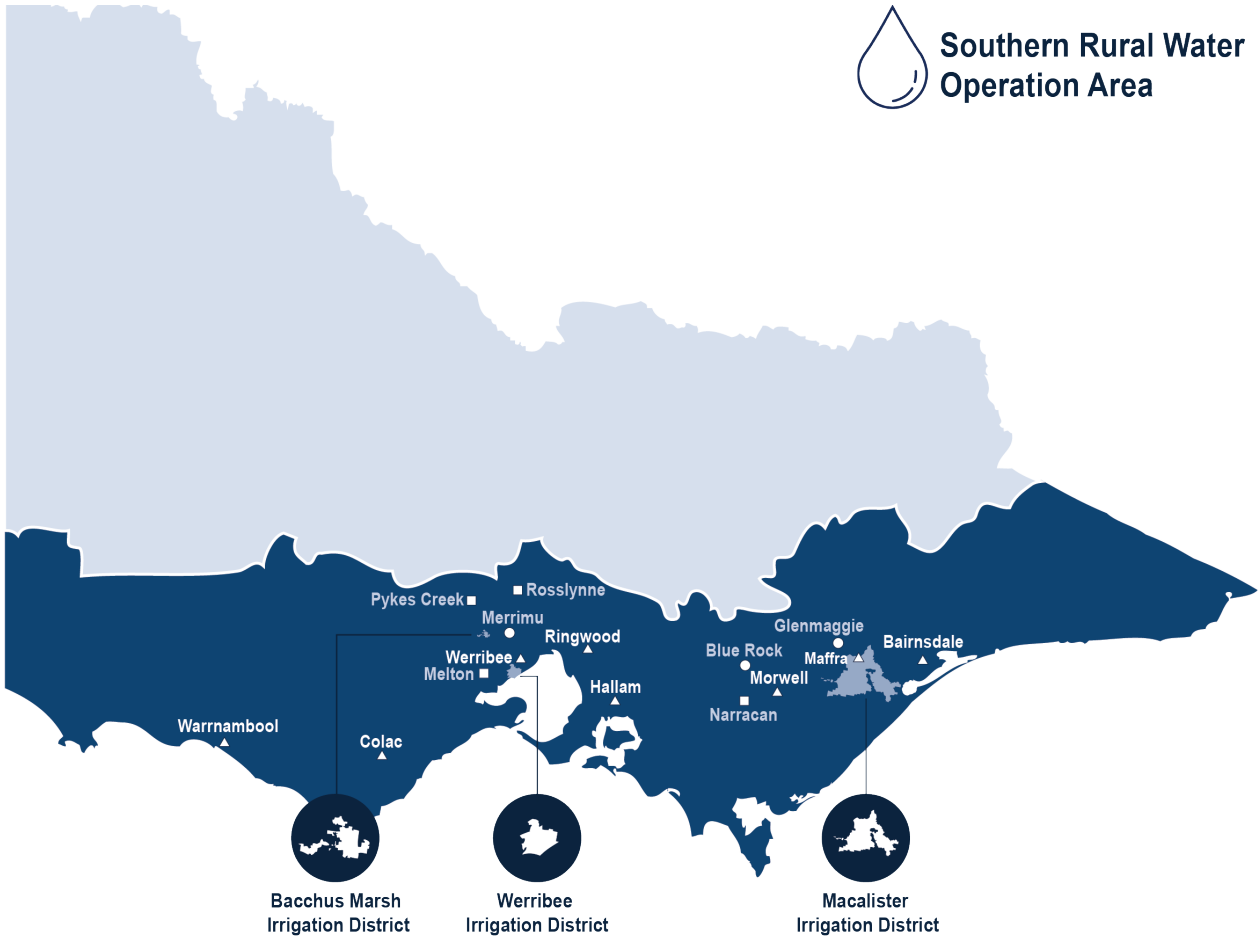 Southern Rural Water
Operation Area
Rosslynne
Pykes Creek
Merrimu
Ringwood
Werribee
Melton
Hallam
Glenmaggie
Bairnsdale
Blue Rock
Maffra
Morwell
Narracan
Warrnambool
Colac
Bacchus Marsh
Irrigation District
Werribee
Irrigation District
Macalister
Irrigation District